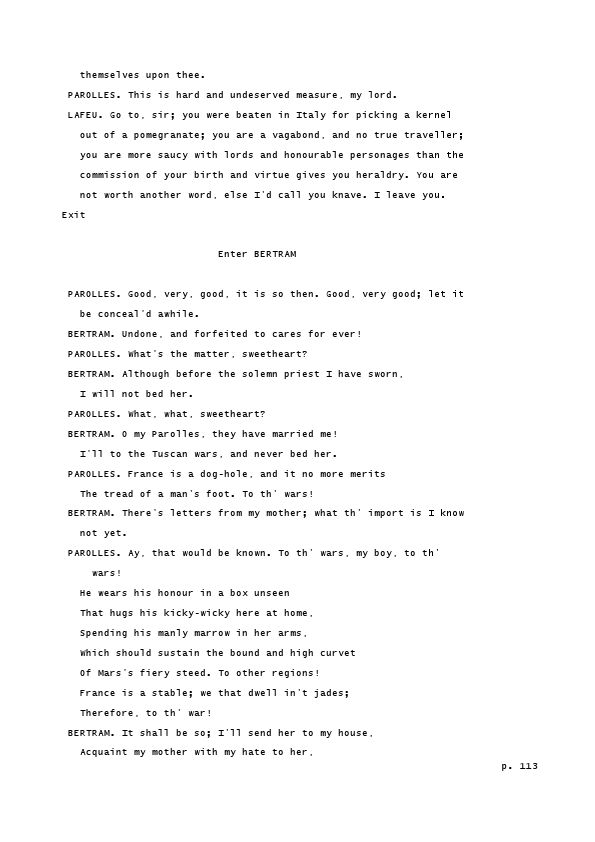 themselves upon thee.
PAROLLES. This is hard and undeserved measure, my lord.
LAFEU. Go to, sir; you were beaten in Italy for picking a kernel
out of a pomegranate; you are a vagabond, and no true traveller;
you are more saucy with lords and honourable personages than the
commission of your birth and virtue gives you heraldry. You are
not worth another word, else I'd call you knave. I leave you.
Exit
Enter BERTRAM
PAROLLES. Good, very, good, it is so then. Good, very good; let it
be conceal'd awhile.
BERTRAM. Undone, and forfeited to cares for ever!
PAROLLES. What's the matter, sweetheart?
BERTRAM. Although before the solemn priest I have sworn,
I will not bed her.
PAROLLES. What, what, sweetheart?
BERTRAM. O my Parolles, they have married me!
I'll to the Tuscan wars, and never bed her.
PAROLLES. France is a dog-hole, and it no more merits
The tread of a man's foot. To th' wars!
BERTRAM. There's letters from my mother; what th' import is I know
not yet.
PAROLLES. Ay, that would be known. To th' wars, my boy, to th'
wars!
He wears his honour in a box unseen
That hugs his kicky-wicky here at home,
Spending his manly marrow in her arms,
Which should sustain the bound and high curvet
Of Mars's fiery steed. To other regions!
France is a stable; we that dwell in't jades;
Therefore, to th' war!
BERTRAM. It shall be so; I'll send her to my house,
Acquaint my mother with my hate to her,
p. 113